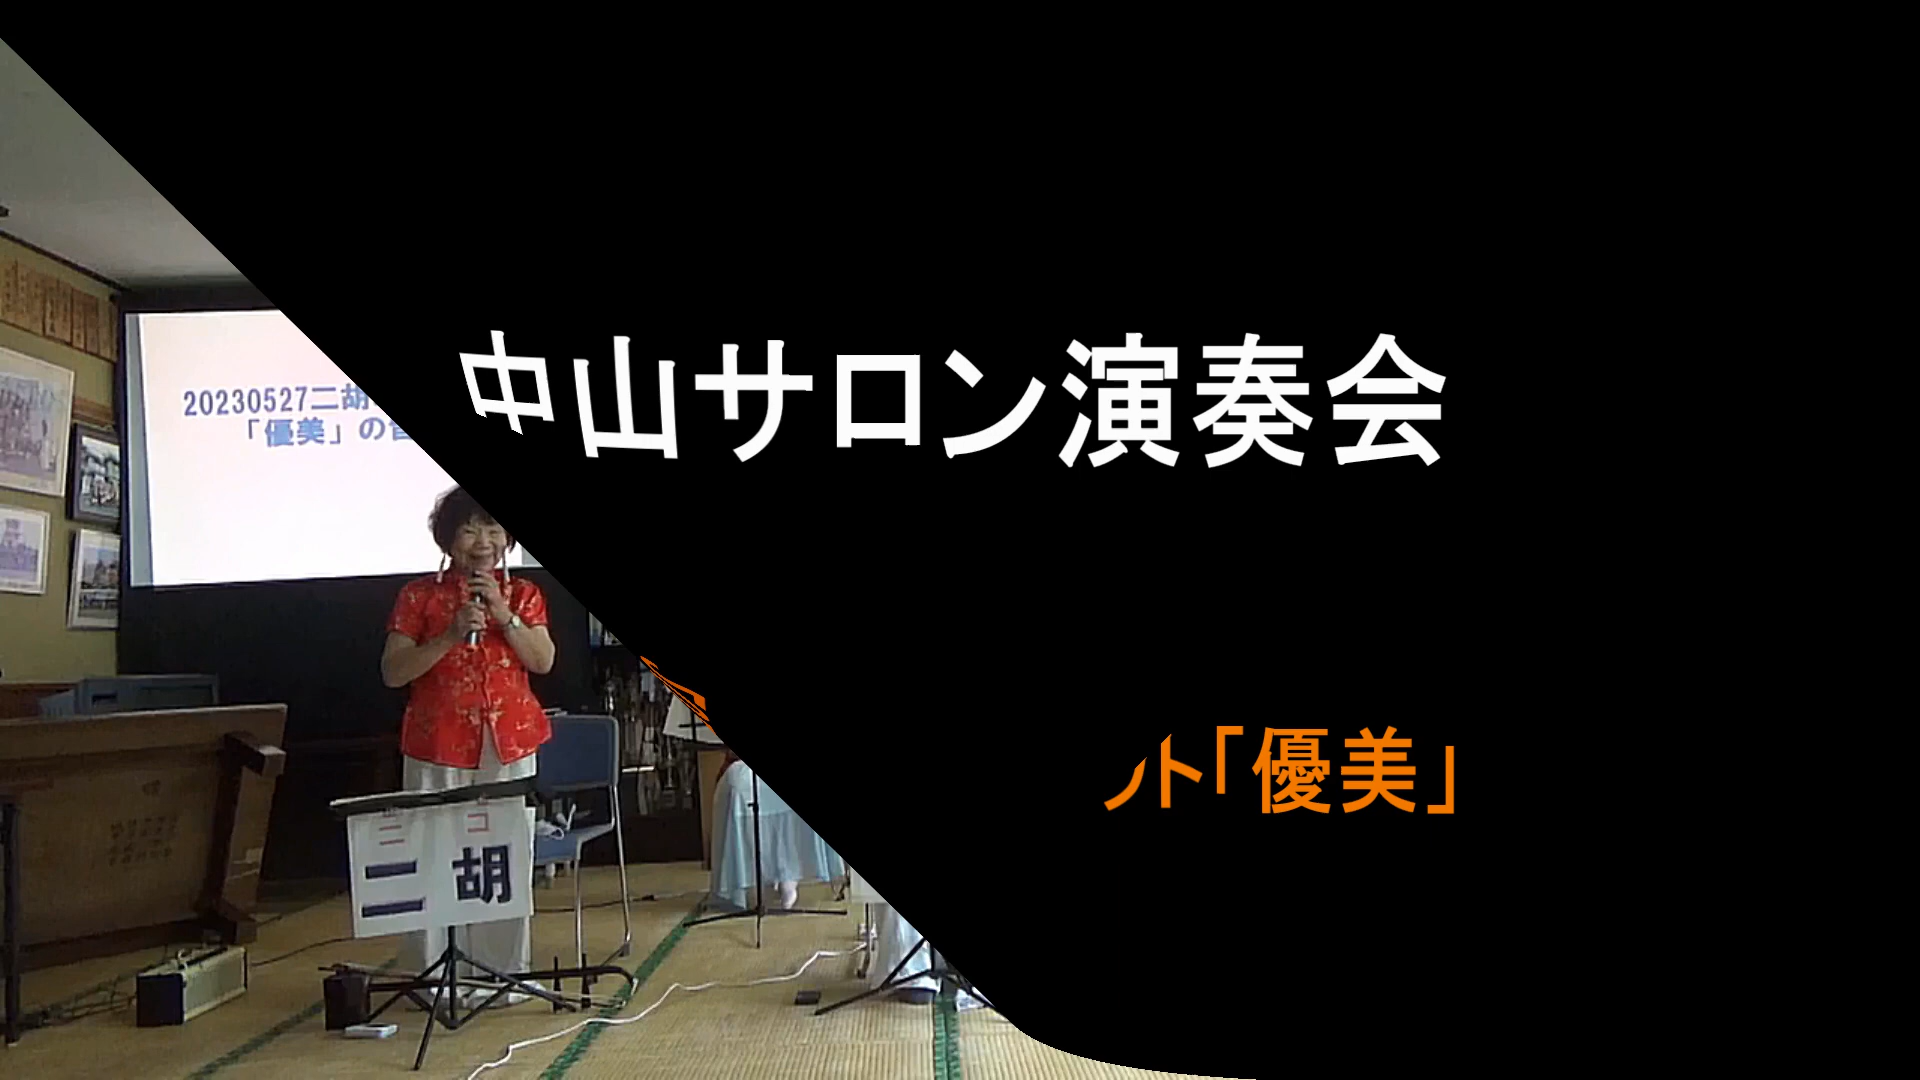 中山サロン演奏会
20230527二胡
「優美」の
ト「優美」
ニ コ
二 胡